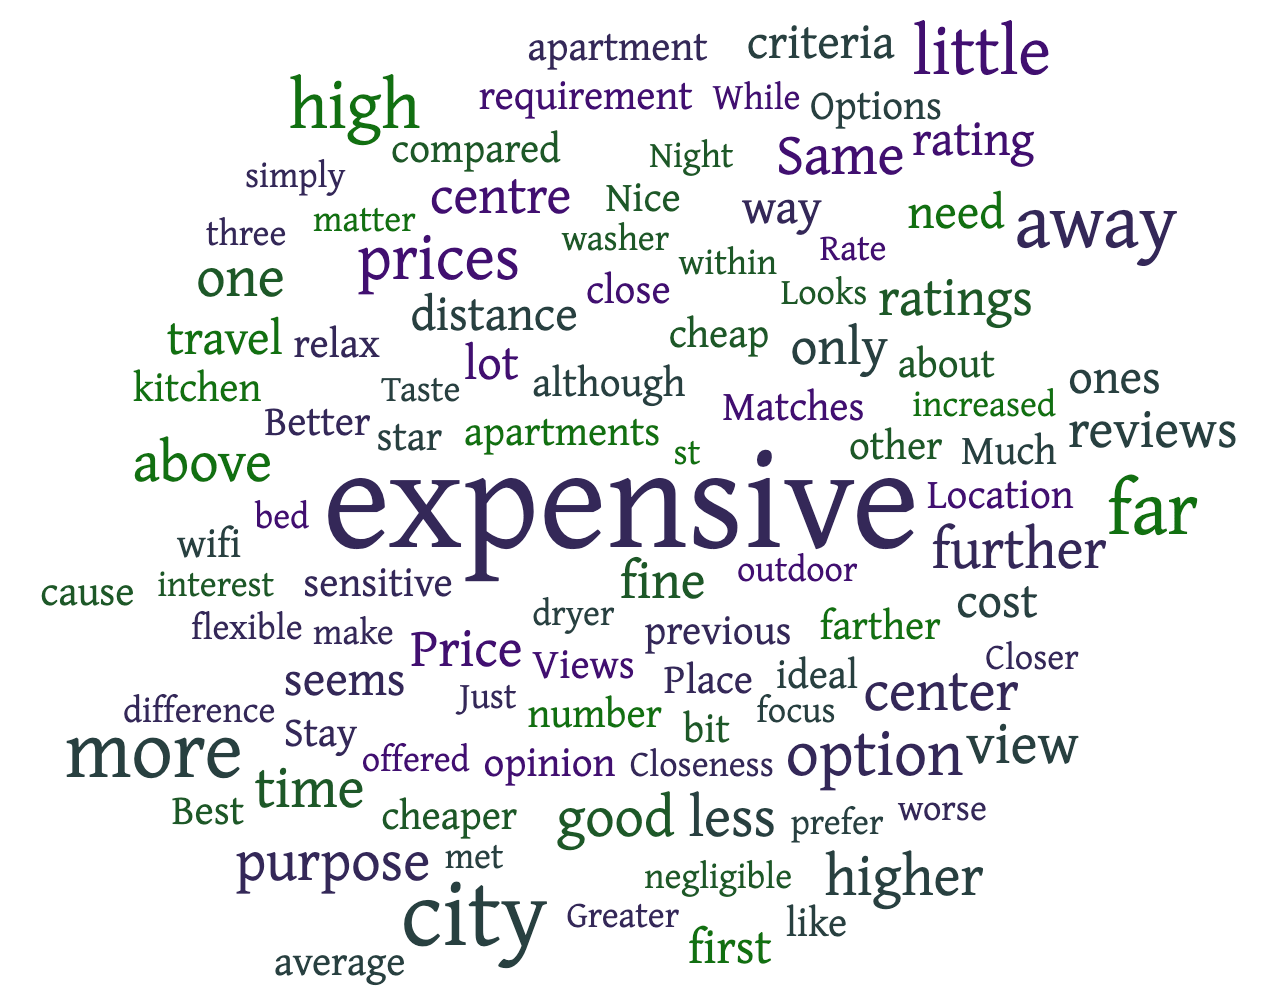 apartment criteria little
high requirement While Options
compared Night Same rating
simply centre Nice way need away
three matter prices washer within Rate
one distance close Looks ratings
travel relax lot cheap only about
kitchen Taste although Matches increased ones
Better star apartments st other Much reviews
above expensive Location far
bed further
wifi outdoor
cause interest sensitive fine cost
flexible make dryer previous farther
Price Views Place ideal Closer
seems Just center
difference Stay number bit focus
more offered opinion Closeness option view
time
Best cheaper good less prefer worse
purpose met negligible higher
city Greater first like
average